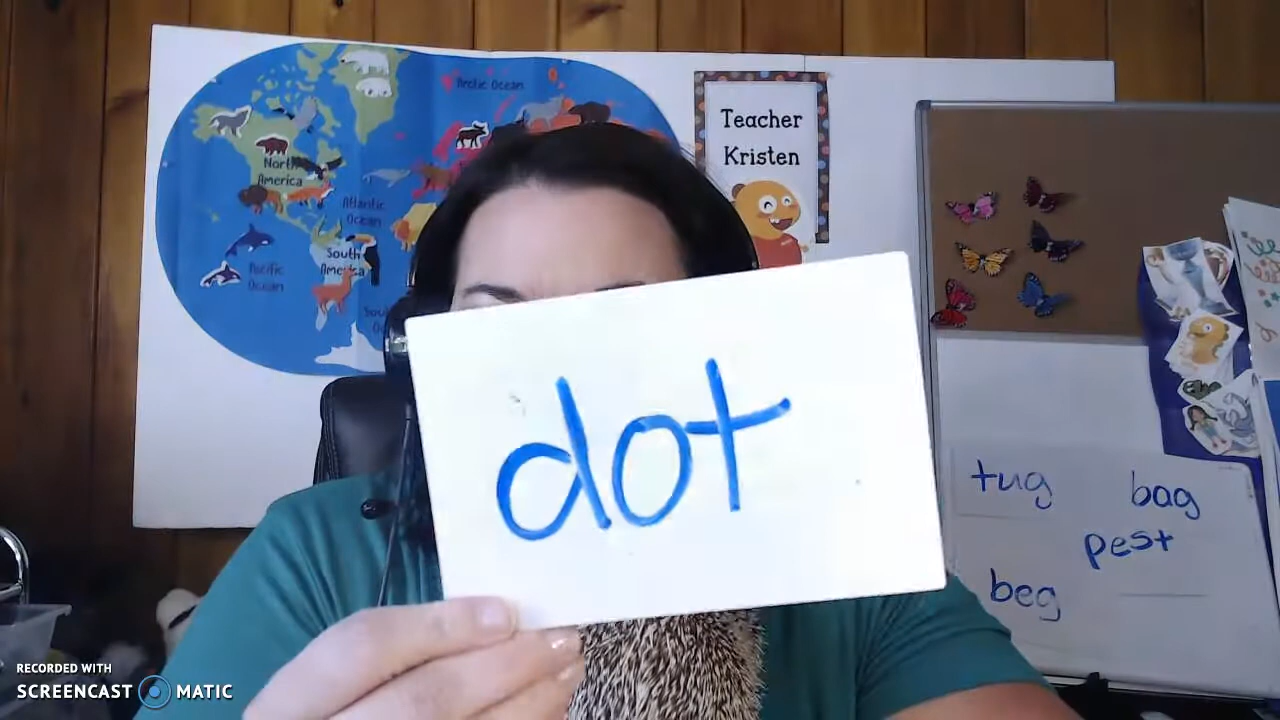 Arctic Ocean
Teacher
Kristen
North
America
Atlantic
Ocean
South
America
Pacific
Ocean
dot
tug
bag
pest
beg
RECORDED WITH
SCREENCAST MATIC